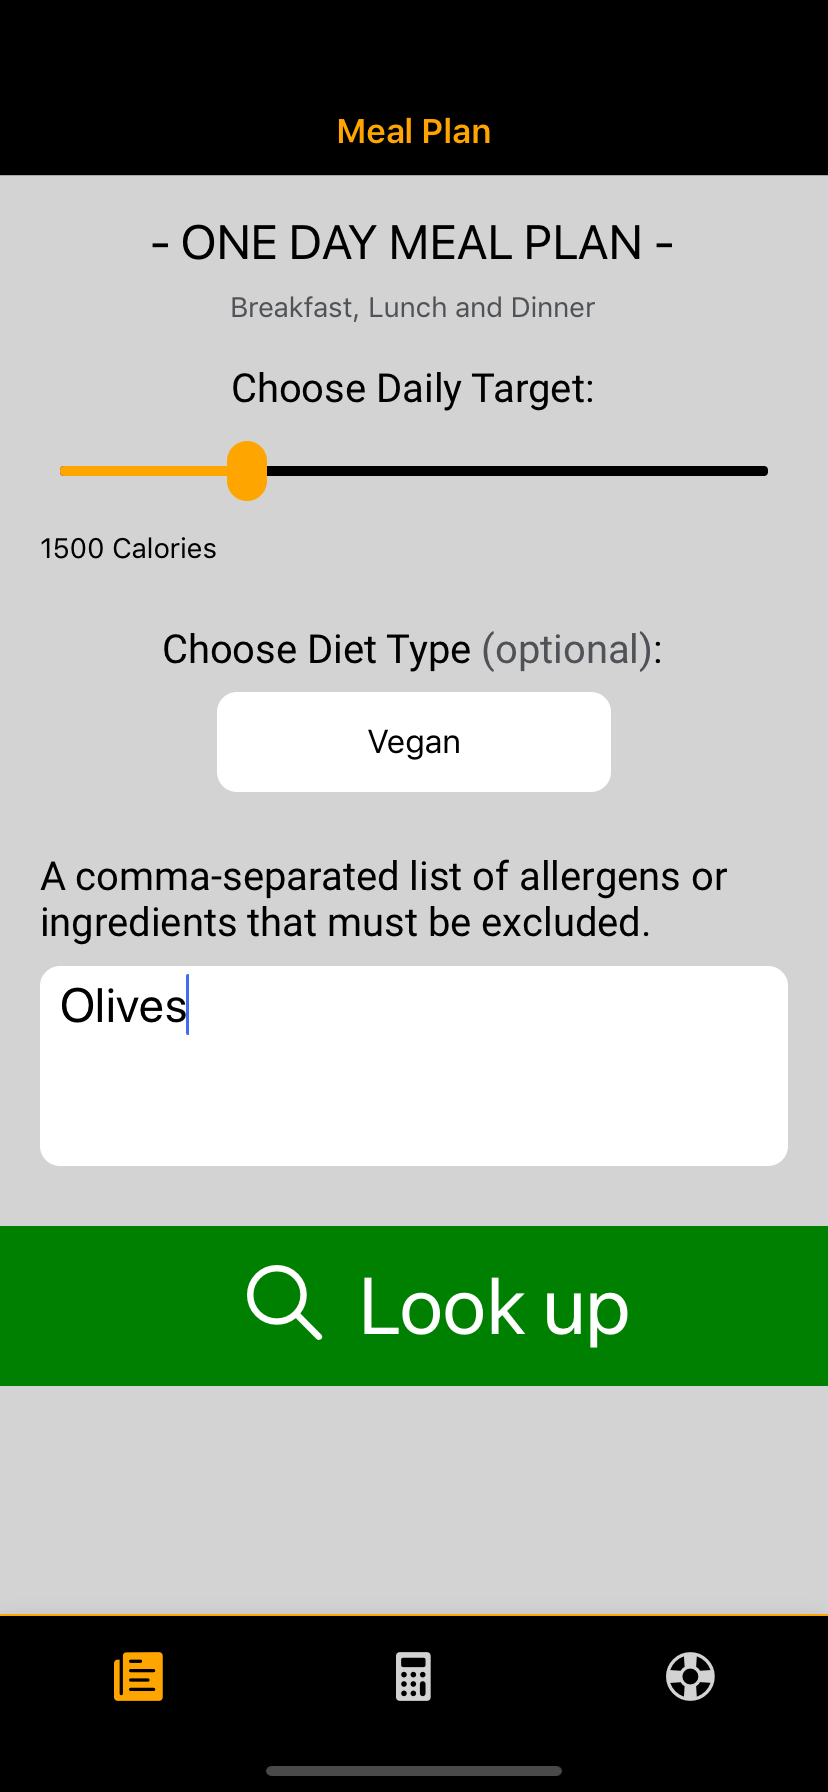 Meal Plan
- ONE DAY MEAL PLAN -
Breakfast, Lunch and Dinner
Choose Daily Target:
1500 Calories
Choose Diet Type (optional):
Vegan
A comma-separated list of allergens or
ingredients that must be excluded.
Olives
Look up